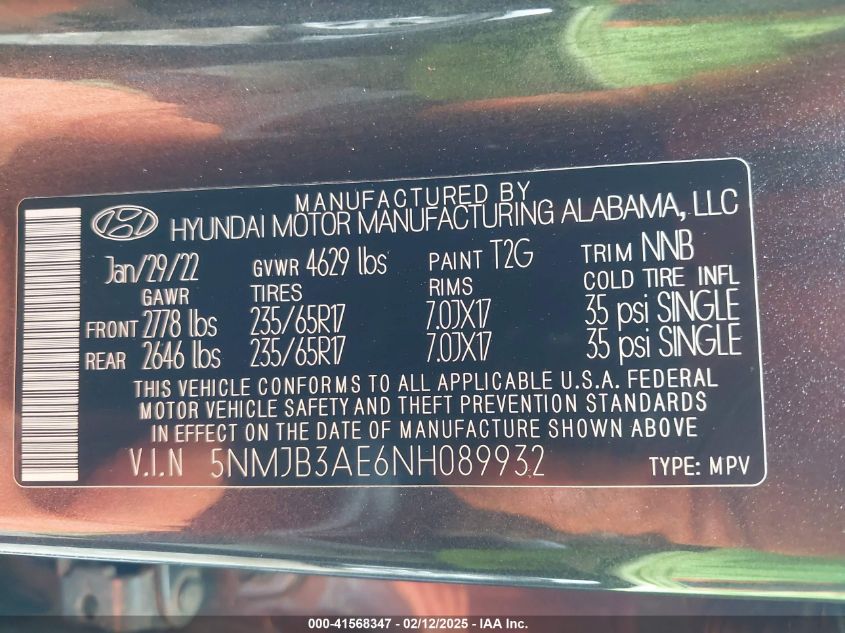 MANUFACTURED BY
HYUNDAI MOTOR MANUFACTURING ALABAMA, LLC
Jan/29/22 GVWR 4629 lbs PAINT T2G TRIM NNB
GAWR TIRES RIMS COLD TIRE INFL
FRONT 2778 lbs 235/65R17 7.0JX17 35 psi SINGLE
REAR 2646 lbs 235/65R17 7.0JX17 35 psi SINGLE
THIS VEHICLE CONFORMS TO ALL APPLICABLE U.S.A. FEDERAL
MOTOR VEHICLE SAFETY AND THEFT PREVENTION STANDARDS
IN EFFECT ON THE DATE OF MANUFACTURE SHOWN ABOVE
V.I.N 5NMJB3AE6NH089932 TYPE: MPV
000-41568347 - 02/12/2025 - IAA Inc.